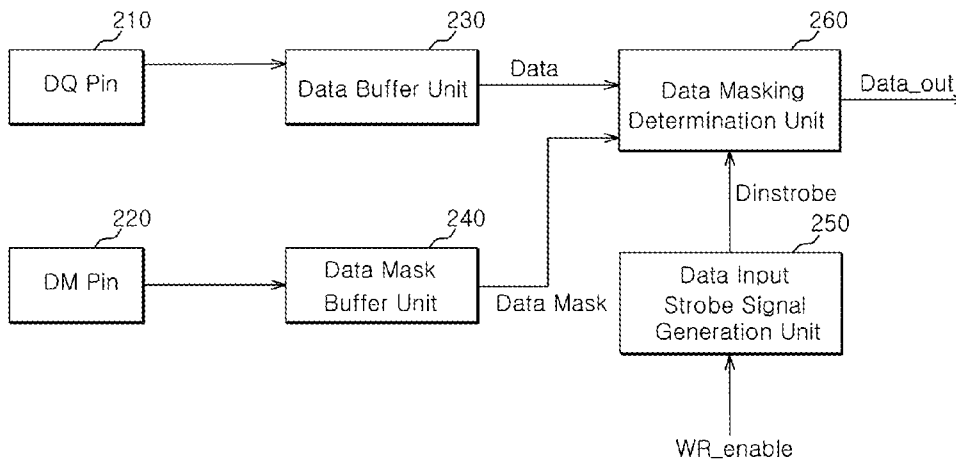 210
DQ Pin
230
Data Buffer Unit
Data
260
Data Masking
Determination Unit
Data_out
220
DM Pin
240
Data Mask
Buffer Unit
Data Mask
Dinstrobe
250
Data Input
Strobe Signal
Generation Unit
WR_enable